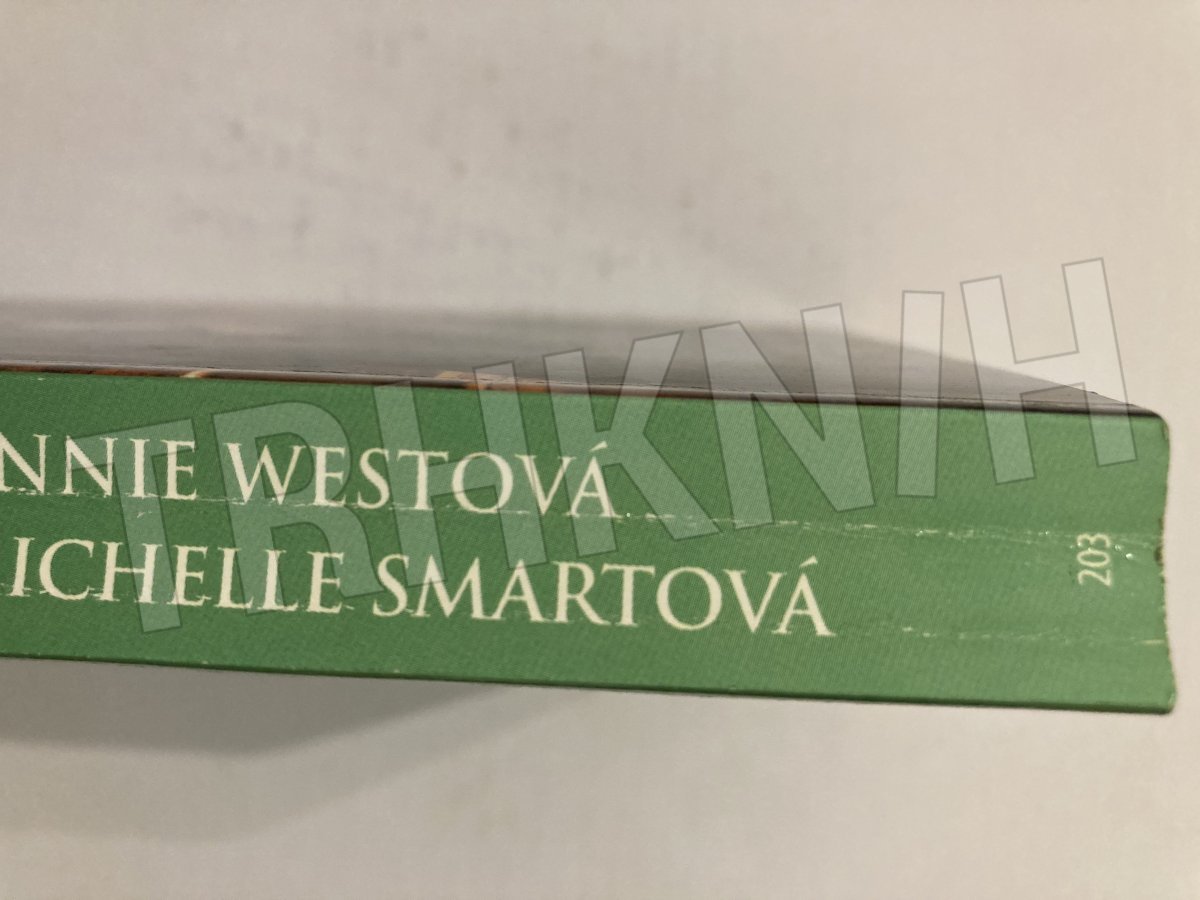 NNIE WESTOVÁ
ICHELLE SMARTOVÁ
203
TRHKNIH